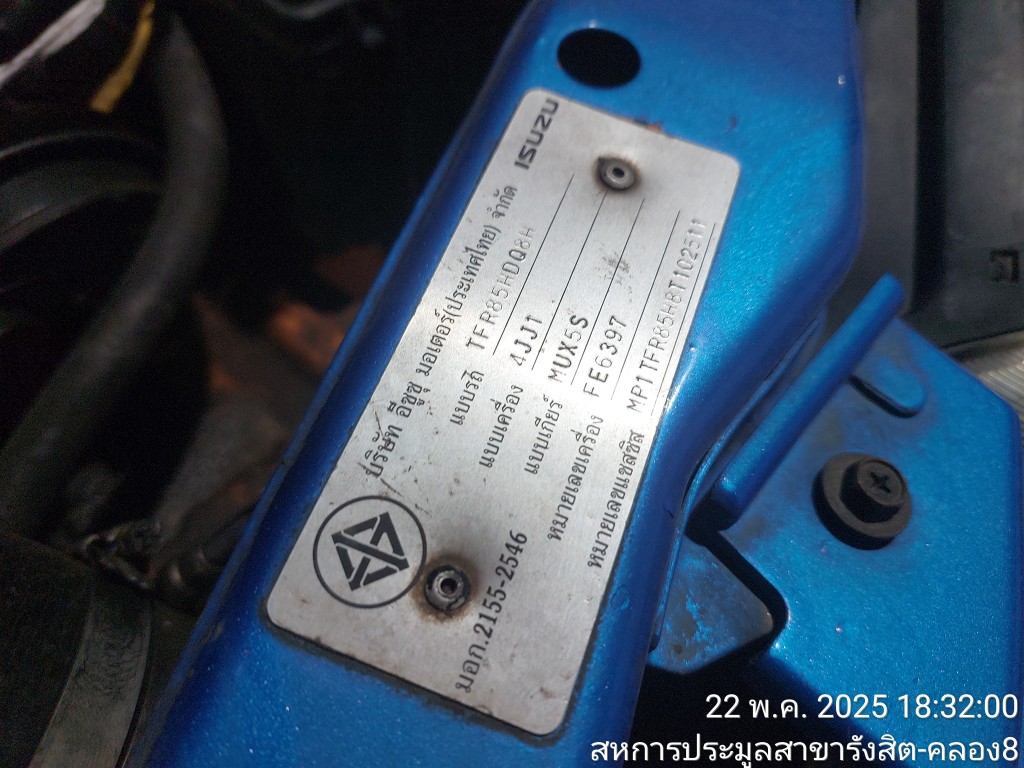 บริษัท อีซูซุ มอเตอร์(ประเทศไทย) จำกัด ISUZU
แบบรถ TFR85HDQ8H
แบบเครื่อง 4JJ1
แบบเกียร์ MUX5S
หมายเลขเครื่อง FE6397
หมายเลขแชสซิส MP1TFR85H8T102511
มอก.2155-2546
22 พ.ค. 2025 18:32:00
สหการประมูลสาขารังสิต-คลอง8